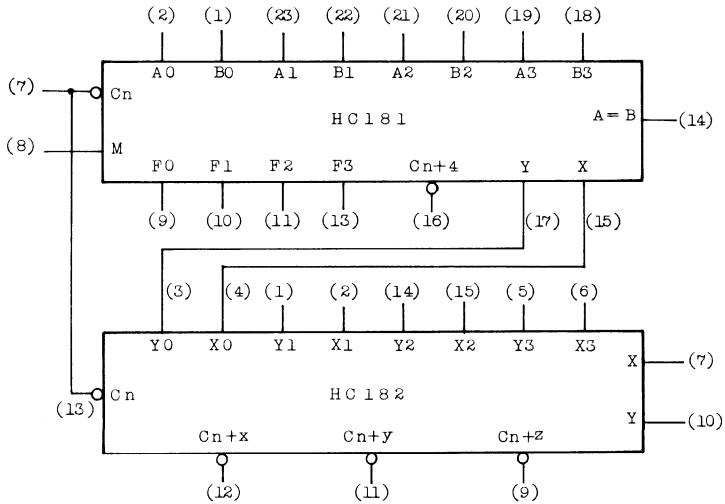 (2) (1) (23) (22) (21) (20) (19) (18)
A0 B0 A1 B1 A2 B2 A3 B3
(7) Cn
HC181 A=B (14)
(8) M
F0 F1 F2 F3 Cn+4 Y X
(9) (10) (11) (13) (16) (17) (15)
(3) (4) (1) (2) (14) (15) (5) (6)
Y0 X0 Y1 X1 Y2 X2 Y3 X3
X (7)
(13) Cn HC182
Y (10)
Cn+x Cn+y Cn+z
(12) (11) (9)